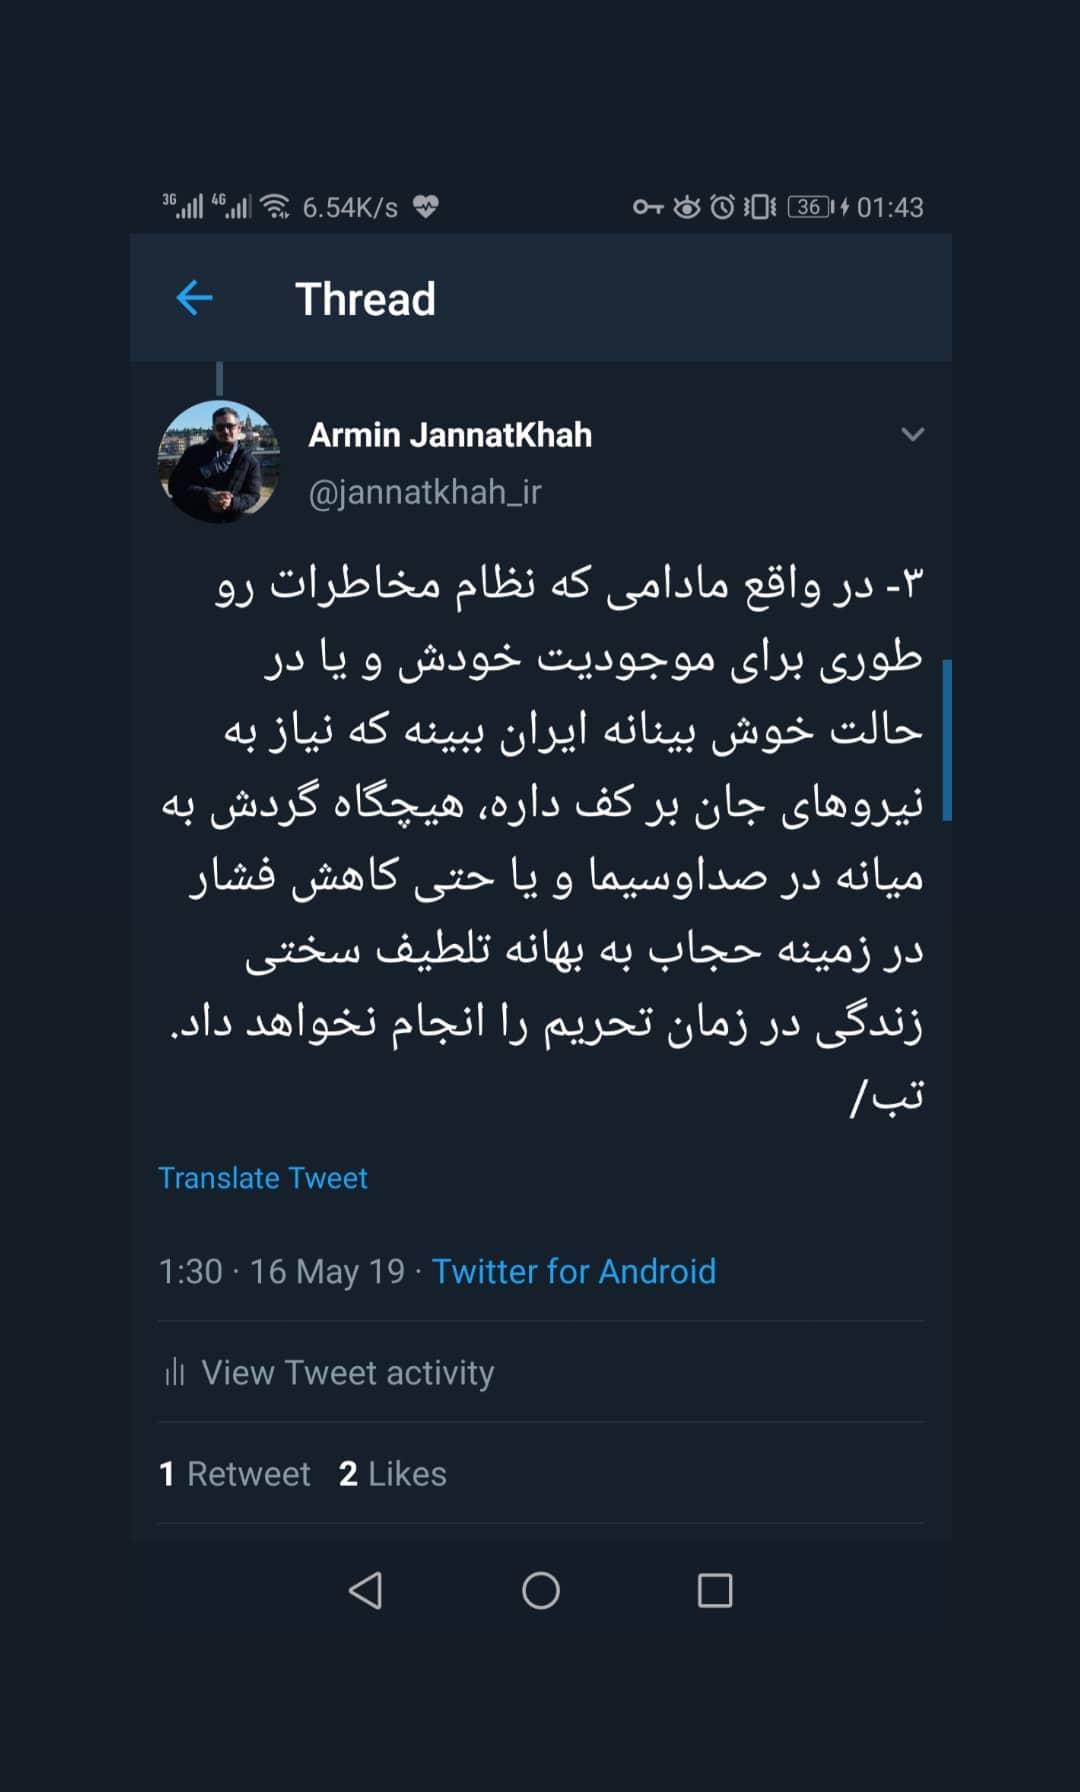 3G 4G 6.54K/s 36 01:43
Thread
Armin JannatKhah
@jannatkhah_ir
۳- در واقع مادامی که نظام مخاطرات رو
طوری برای موجودیت خودش و یا در
حالت خوش بینانه ایران ببینه که نیاز به
نیروهای جان بر کف داره، هیچگاه گردش به
میانه در صداوسیما و یا حتی کاهش فشار
در زمینه حجاب به بهانه تلطیف سختی
زندگی در زمان تحریم را انجام نخواهد داد.
تب/
Translate Tweet
1:30 · 16 May 19 · Twitter for Android
View Tweet activity
1 Retweet 2 Likes